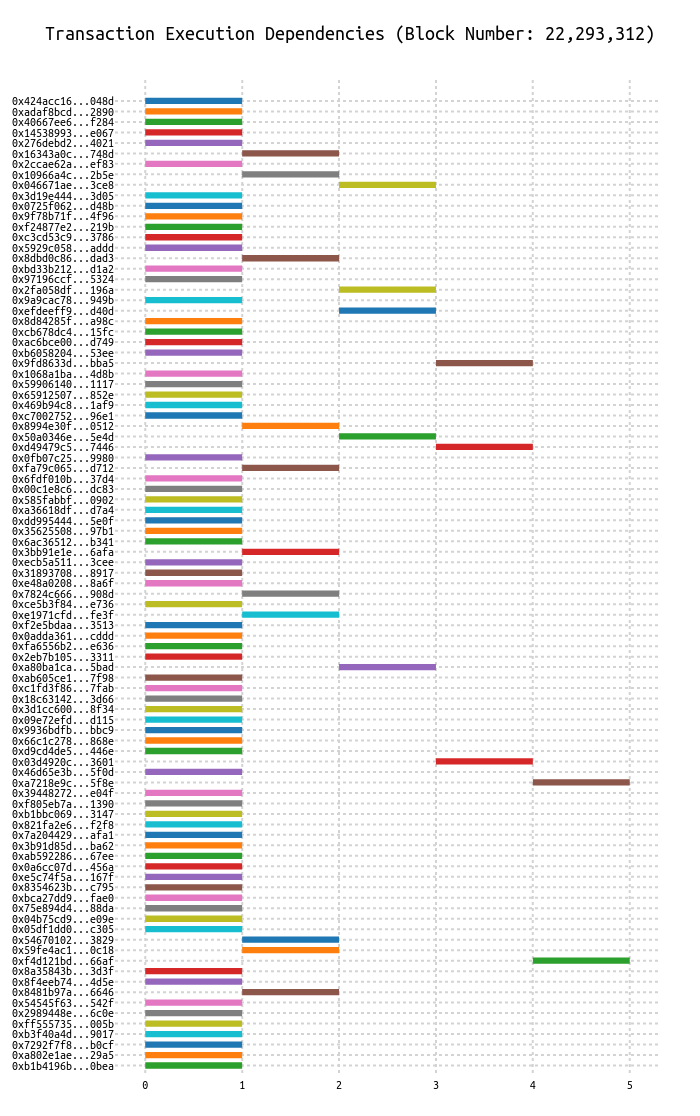 Transaction Execution Dependencies (Block Number: 22,293,312)
0x424acc16...048d
0xadaf8bcd...2890
0x40667ee6...f284
0x14538993...e067
0x276debd2...4021
0x16343a0c...748d
0x2ccae62a...ef83
0x10966a4c...2b5e
0x046671ae...3ce8
0x3d19e444...3d05
0x0725f062...d48b
0x9f78b71f...4f96
0xf24877e2...219b
0xc3cd53c9...3786
0x5929c058...addd
0x8dbd0c86...dad3
0xbd33b212...d1a2
0x97196ccf...5324
0x2fa058df...196a
0x9a9cac78...949b
0xefdeeff9...d40d
0x8d84285f...a98c
0xcb678dc4...15fc
0xac6bce00...d749
0xb6058204...53ee
0x9fd8633d...bba5
0x1068a1ba...4d8b
0x59906140...1117
0x65912507...852e
0x469b94c8...1af9
0xc7002752...96e1
0x8994e30f...0512
0x50a0346e...5e4d
0xd49479c5...7446
0x0fb07c25...9980
0xfa79c065...d712
0x6fdf010b...37d4
0x00c1e8c6...dc83
0x585fabbf...0902
0xa36618df...d7a4
0xdd995444...5e0f
0x35625508...97b1
0x6ac36512...b341
0x3bb91e1e...6afa
0xecb5a511...3cee
0x31893708...8917
0xe48a0208...8a6f
0x7824c666...908d
0xce5b3f84...e736
0xe1971cfd...fe3f
0xf2e5bdaa...3513
0x0adda361...cddd
0xfa6556b2...e636
0x2eb7b105...3311
0xa80ba1ca...5bad
0xab605ce1...7f98
0xc1fd3f86...7fab
0x18c63142...3d66
0x3d1cc600...8f34
0x09e72efd...d115
0x9936bdfb...bbc9
0x66c1c278...868e
0xd9cd4de5...446e
0x03d4920c...3601
0x46d65e3b...5f0d
0xa7218e9c...5f8e
0x39448272...e04f
0xf805eb7a...1390
0xb1bbc069...3147
0x821fa2e6...f2f8
0x7a204429...afa1
0x3b91d85d...ba62
0xab592286...67ee
0x0a6cc07d...456a
0xe5c74f5a...167f
0x8354623b...c795
0xbca27dd9...fae0
0x75e894d4...88da
0x04b75cd9...e09e
0x05df1dd0...c305
0x54670102...3829
0x59fe4ac1...0c18
0xf4d121bd...66af
0x8a35843b...3d3f
0x8f4eeb74...4d5e
0x8481b97a...6646
0x54545f63...542f
0x2989448e...6c0e
0xff555735...005b
0xb3f40a4d...9017
0x7292f7f8...b0cf
0xa802e1ae...29a5
0xb1b4196b...0bea
0 1 2 3 4 5